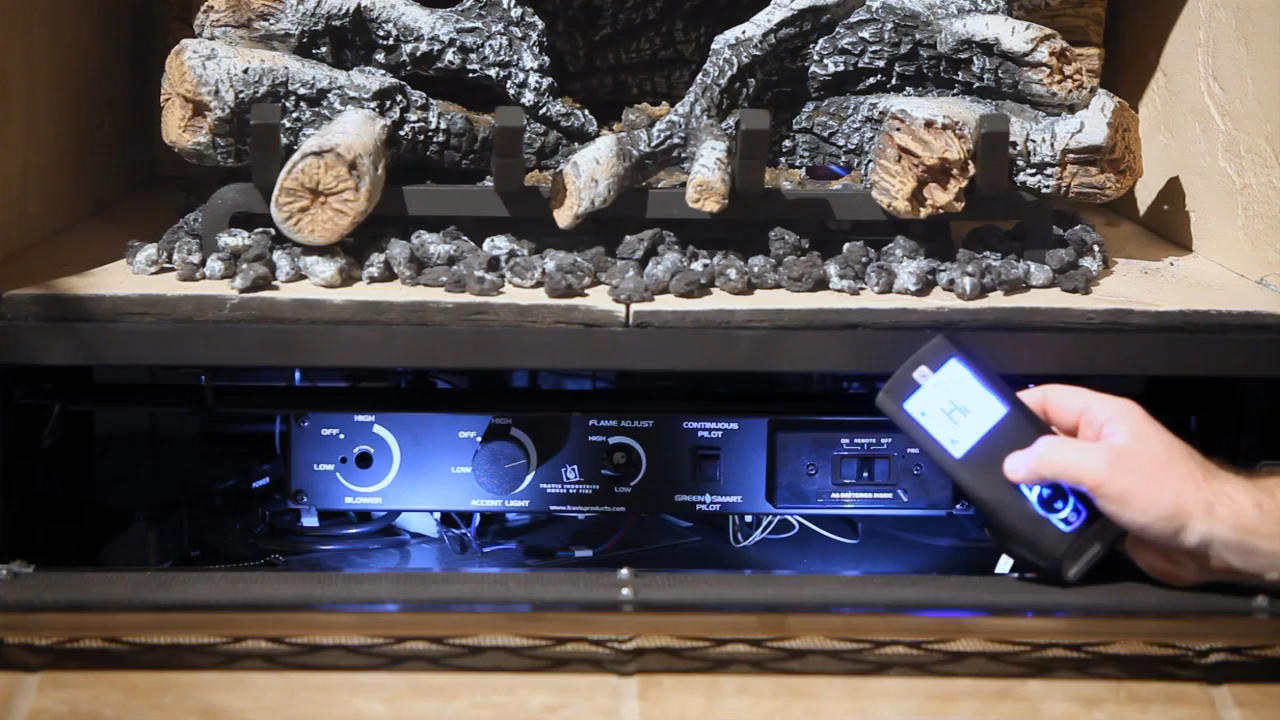 HIGH
OFF
LOW
BLOWER
HIGH
OFF
LOW
ACCENT LIGHT
FLAME ADJUST
HIGH
LOW
TRAVIS INDUSTRIES
HOUSE OF FIRE
www.travisproducts.com
CONTINUOUS
PILOT
GREENSMART
PILOT
ON REMOTE OFF
PRG
AA BATTERIES INSIDE
Hi
POWER